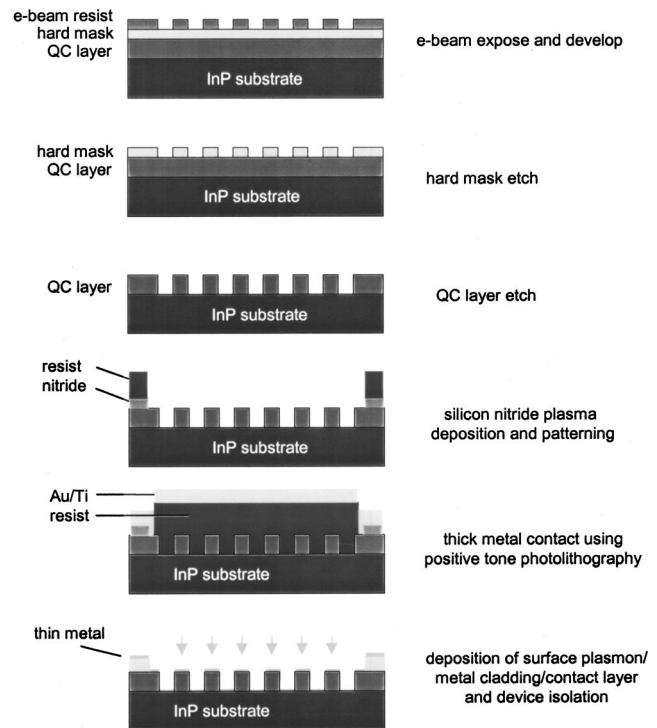 e-beam resist
hard mask
QC layer
InP substrate
e-beam expose and develop
hard mask
QC layer
InP substrate
hard mask etch
QC layer
InP substrate
QC layer etch
resist
nitride
InP substrate
silicon nitride plasma
deposition and patterning
Au/Ti
resist
InP substrate
thick metal contact using
positive tone photolithography
thin metal
InP substrate
deposition of surface plasmon/
metal cladding/contact layer
and device isolation